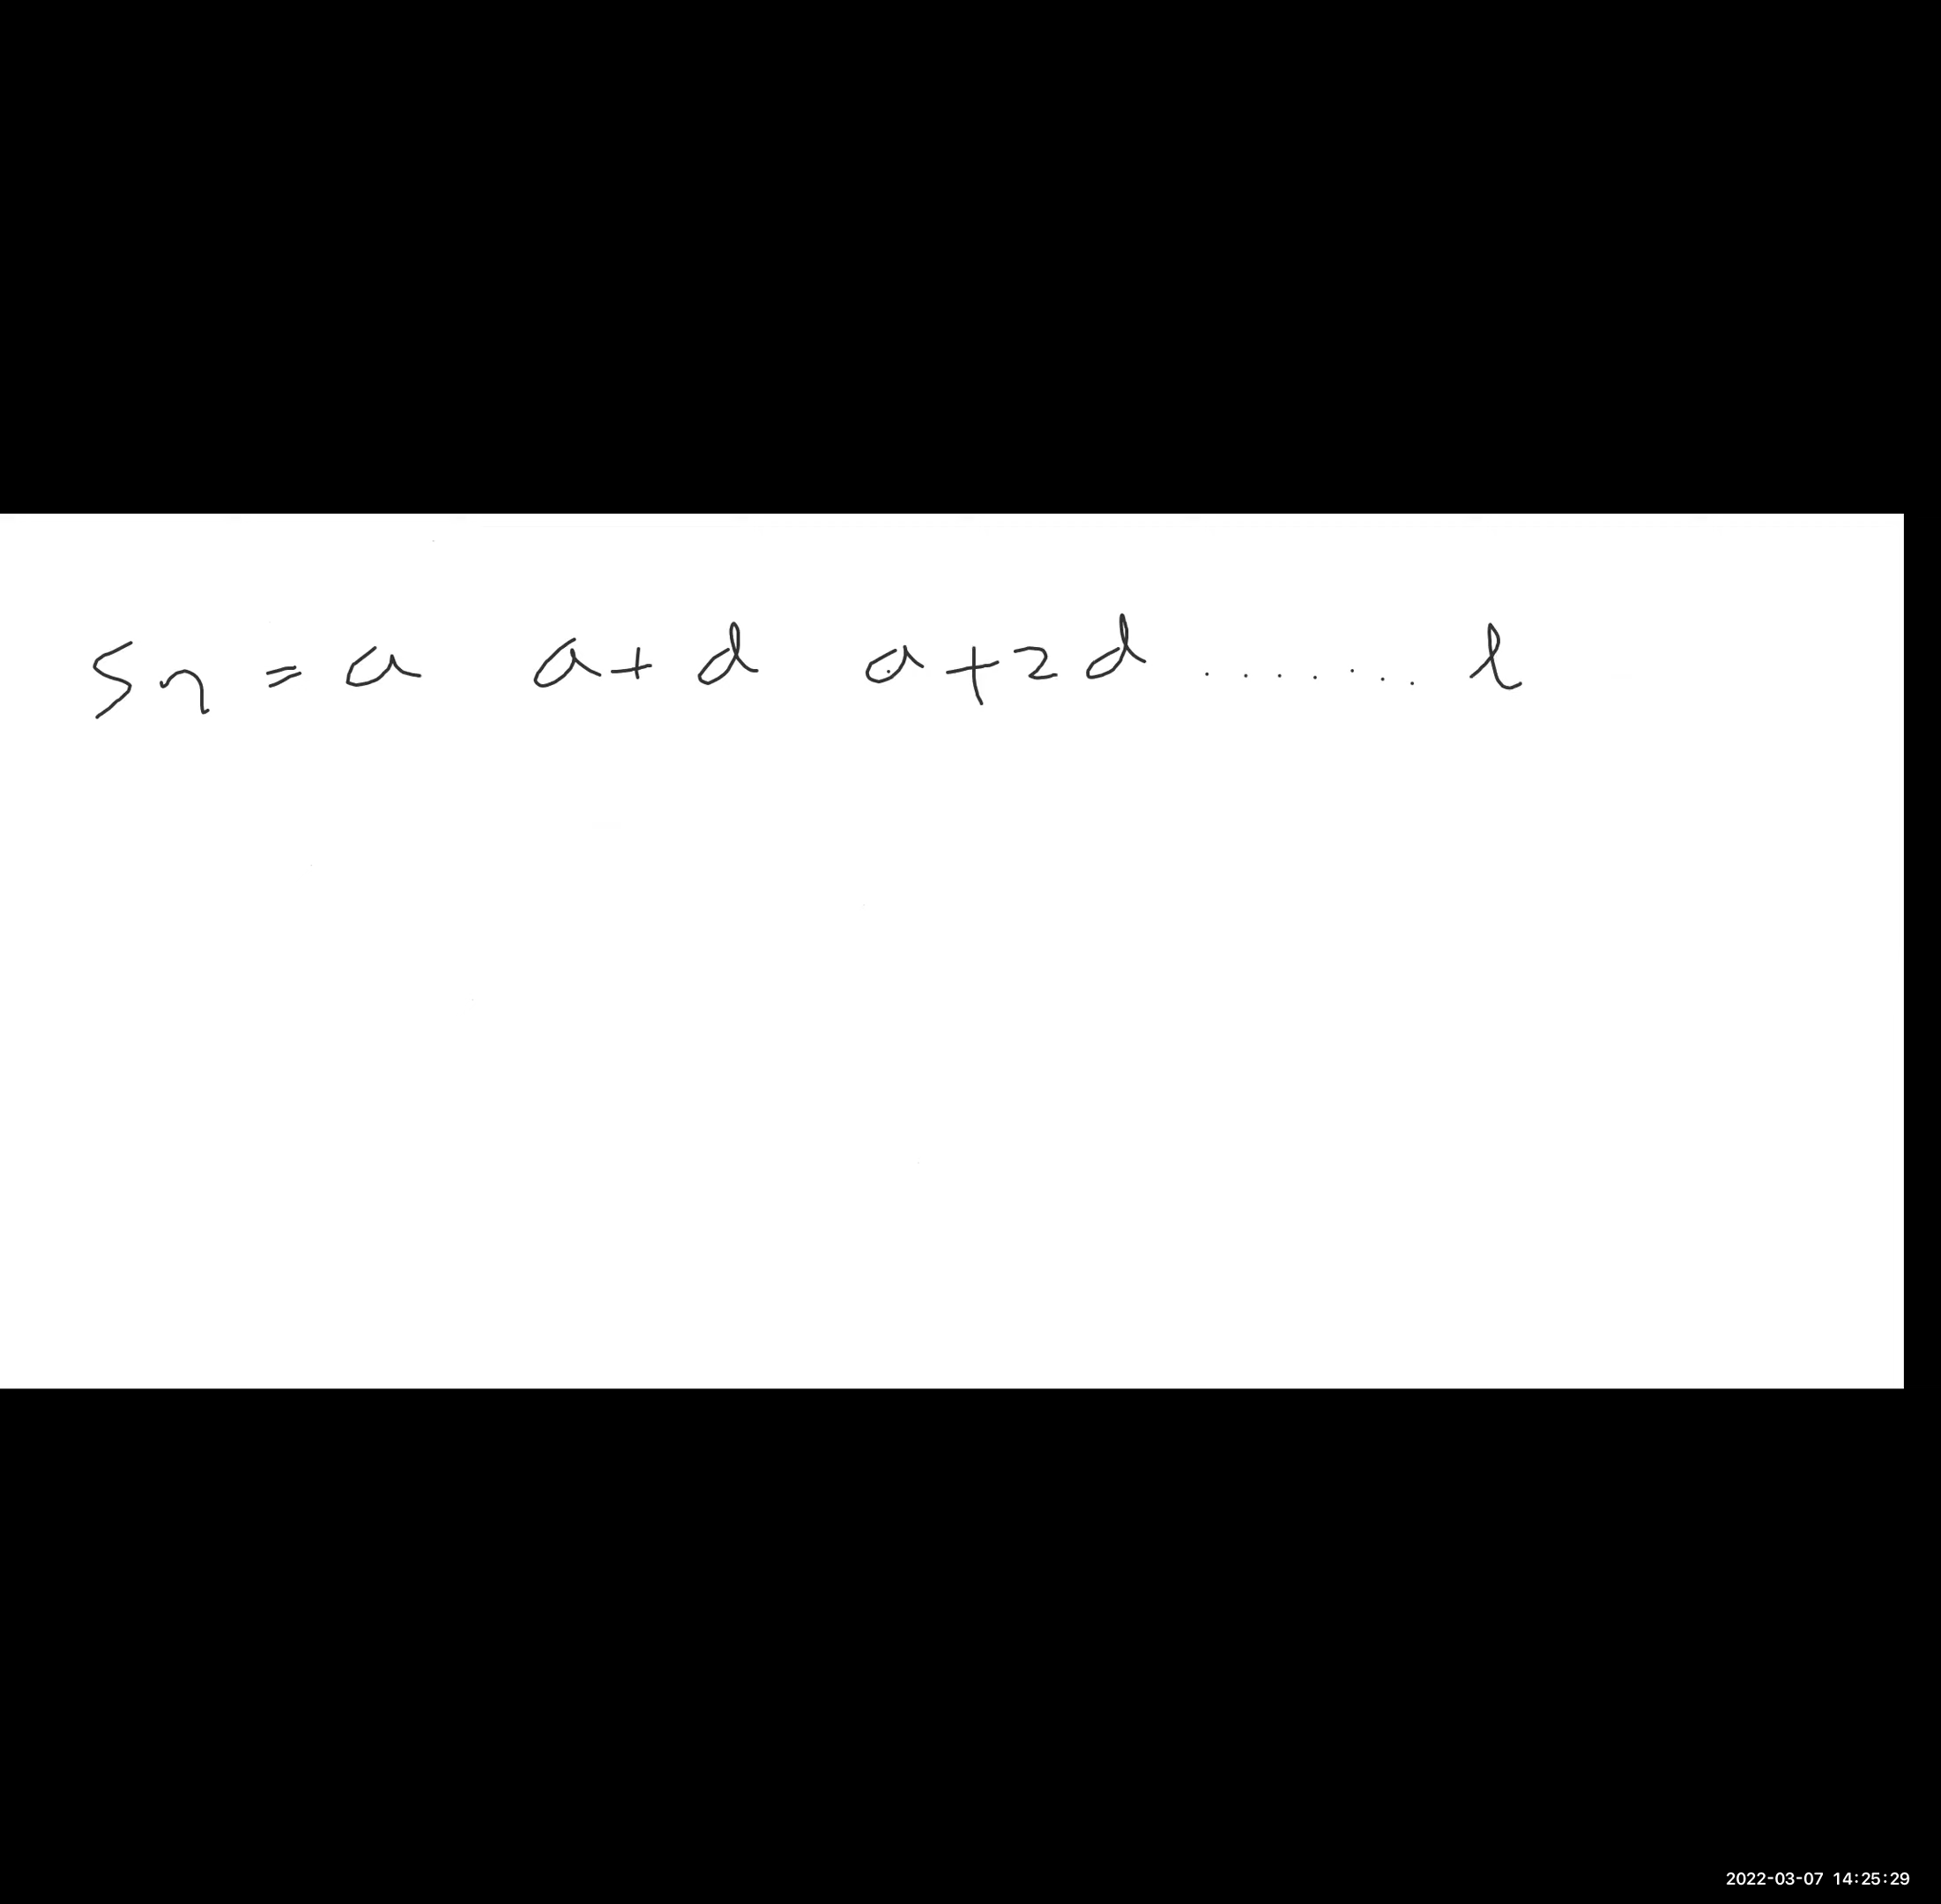 Sn = a a+d a+2d ....... l
2022-03-07 14:25:29